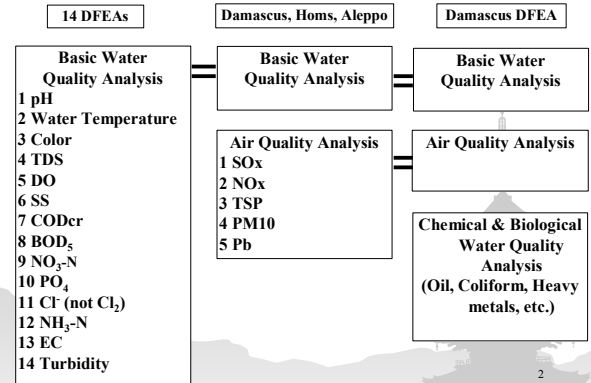 14 DFEAs
Basic Water
Quality Analysis
1 pH
2 Water Temperature
3 Color
4 TDS
5 DO
6 SS
7 CODcr
8 BOD₅
9 NO₃-N
10 PO₄
11 Cl⁻ (not Cl₂)
12 NH₃-N
13 EC
14 Turbidity
Damascus, Homs, Aleppo
Basic Water
Quality Analysis
Air Quality Analysis
1 SOx
2 NOx
3 TSP
4 PM10
5 Pb
Damascus DFEA
Basic Water
Quality Analysis
Air Quality Analysis
Chemical & Biological
Water Quality
Analysis
(Oil, Coliform, Heavy
metals, etc.)
2